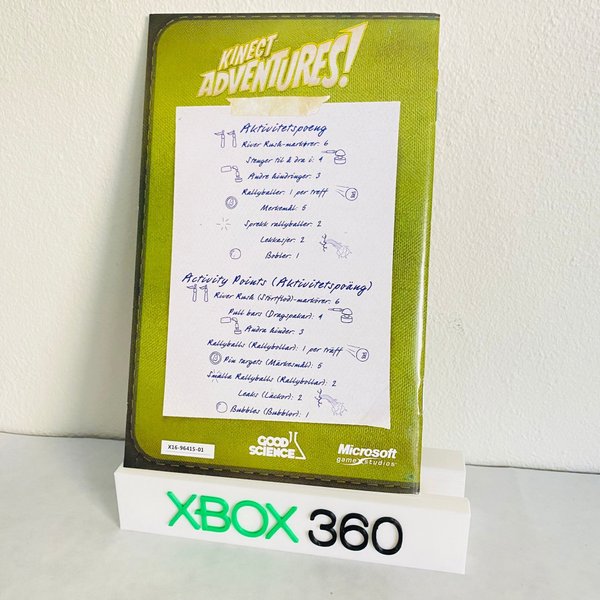 KINECT
ADVENTURES!
Aktivitetspoeng
River Rush-markører: 6
Stenger til å dra i: 4
Andre hindringer: 3
Rallyballer: 1 per treff
Merkemål: 5
Sprekk rallyballer: 2
Lekkasjer: 2
Bobler: 1
Activity Points (Aktivitetspoäng)
River Rush (Störtflod)-markörer: 6
Pull bars (Dragspakar): 4
Andra hinder: 3
Rallyballs (Rallybollar): 1 per träff
Pin targets (Märkesmål): 5
Smälla Rallyballs (Rallybollar): 2
Leaks (Läckor): 2
Bubbles (Bubblor): 1
X16-96415-01
GOOD
SCIENCE
Microsoft
game studios
XBOX 360